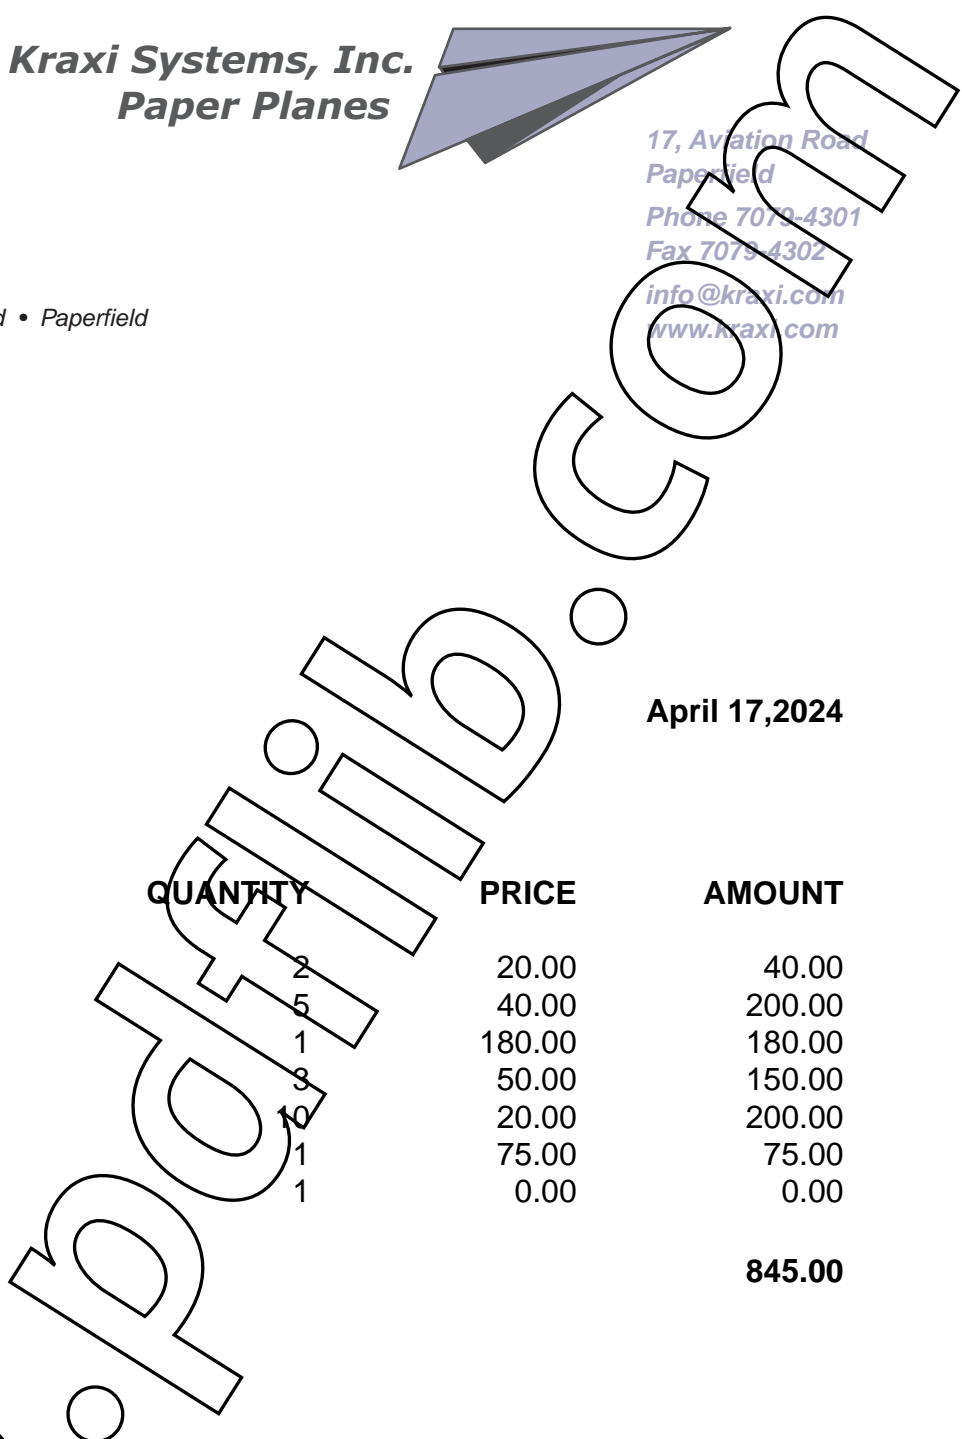 Kraxi Systems, Inc.
Paper Planes
17, Aviation Road
Paperfield
Phone 7079-4301
Fax 7079-4302
info@kraxi.com
www.kraxi.com
d • Paperfield
April 17,2024
QUANTITY PRICE AMOUNT
2 20.00 40.00
5 40.00 200.00
1 180.00 180.00
3 50.00 150.00
10 20.00 200.00
1 75.00 75.00
1 0.00 0.00
845.00
.pdflib.com